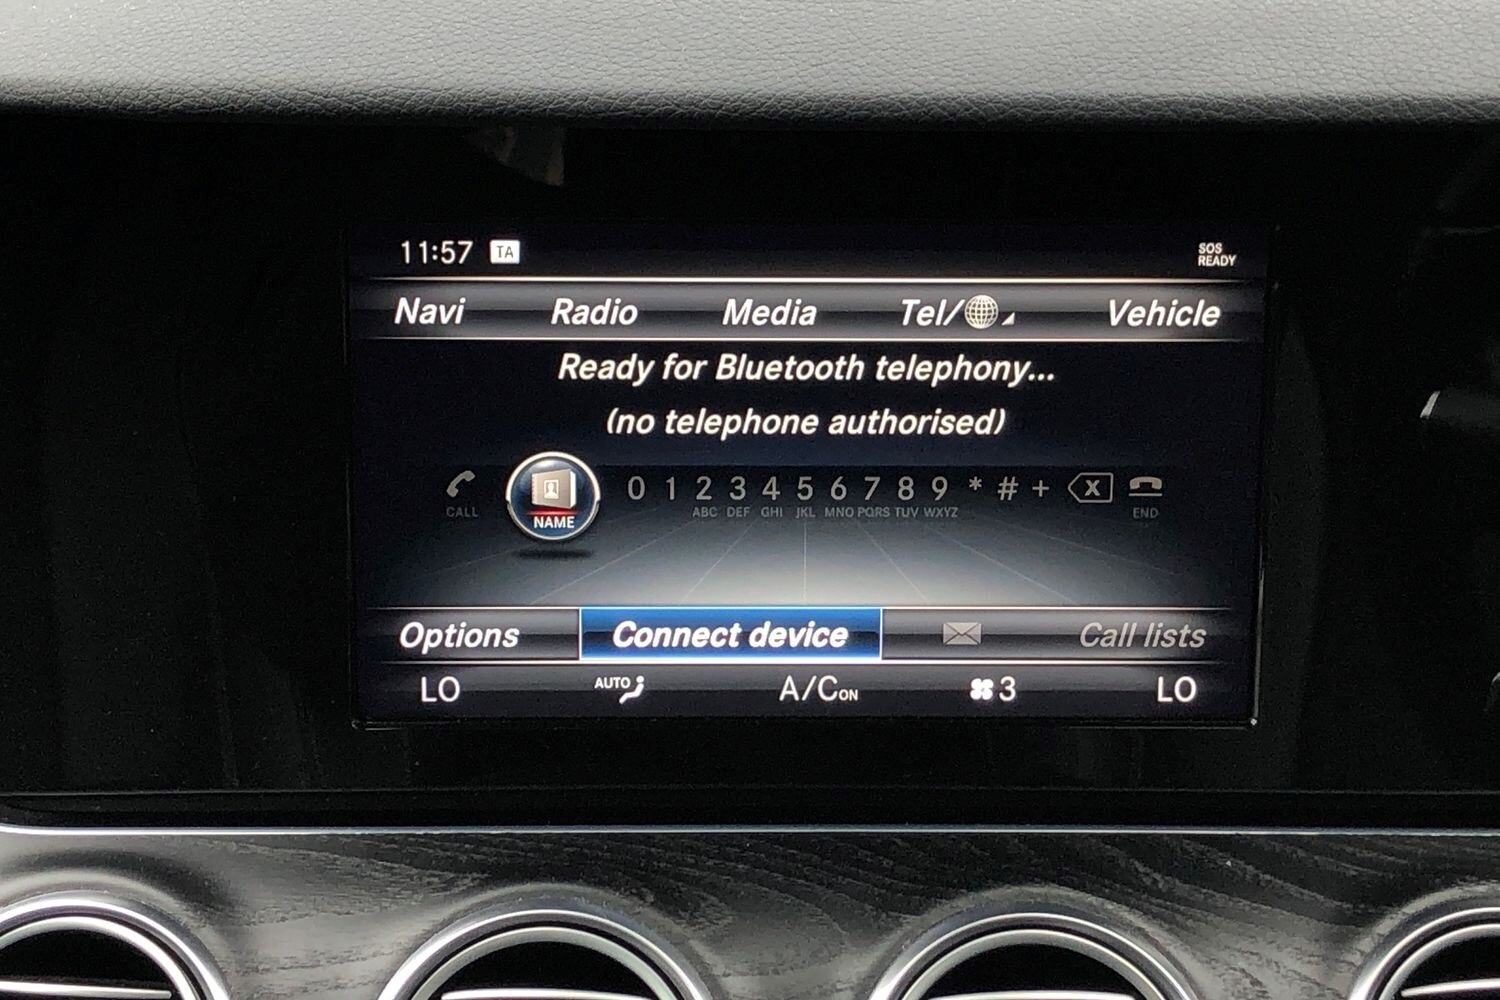 11:57 TA SOS
READY
Navi Radio Media Tel/ Vehicle
Ready for Bluetooth telephony...
(no telephone authorised)
CALL NAME 0 1 2 3 4 5 6 7 8 9 * # + X END
ABC DEF GHI JKL MNO PQRS TUV WXYZ
Options Connect device Call lists
LO AUTO A/C ON 3 LO